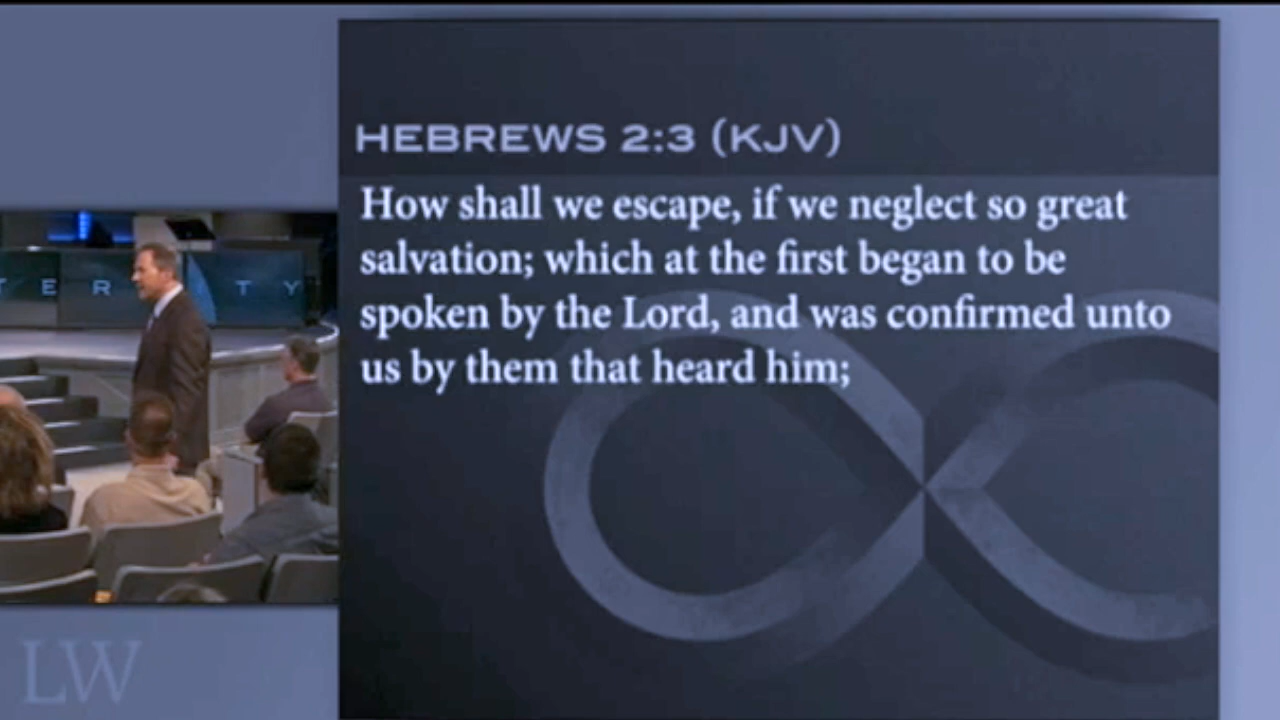 HEBREWS 2:3 (KJV)
How shall we escape, if we neglect so great
salvation; which at the first began to be
spoken by the Lord, and was confirmed unto
us by them that heard him;
T E R TY
LW